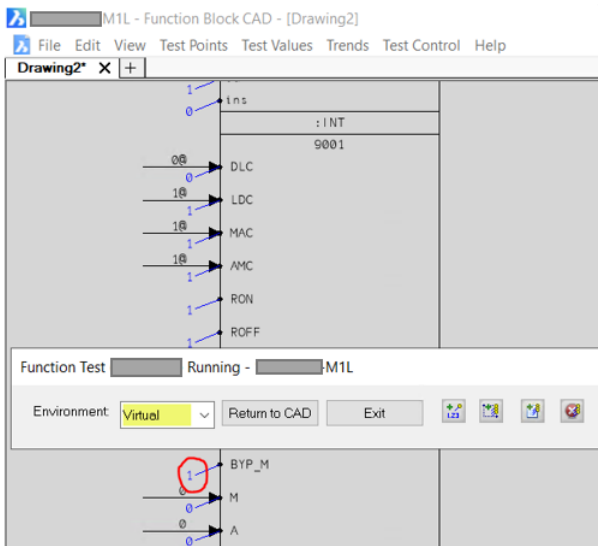 M1L - Function Block CAD - [Drawing2]
File Edit View Test Points Test Values Trends Test Control Help
Drawing2* X +
1
ins
0
:INT
9001
0@
DLC
0
1@
LDC
1
1@
MAC
1
1@
AMC
1
RON
1
ROFF
1
Function Test Running - -M1L
Environment: Virtual Return to CAD Exit
123
BYP_M
1
0
M
0
0
A
0